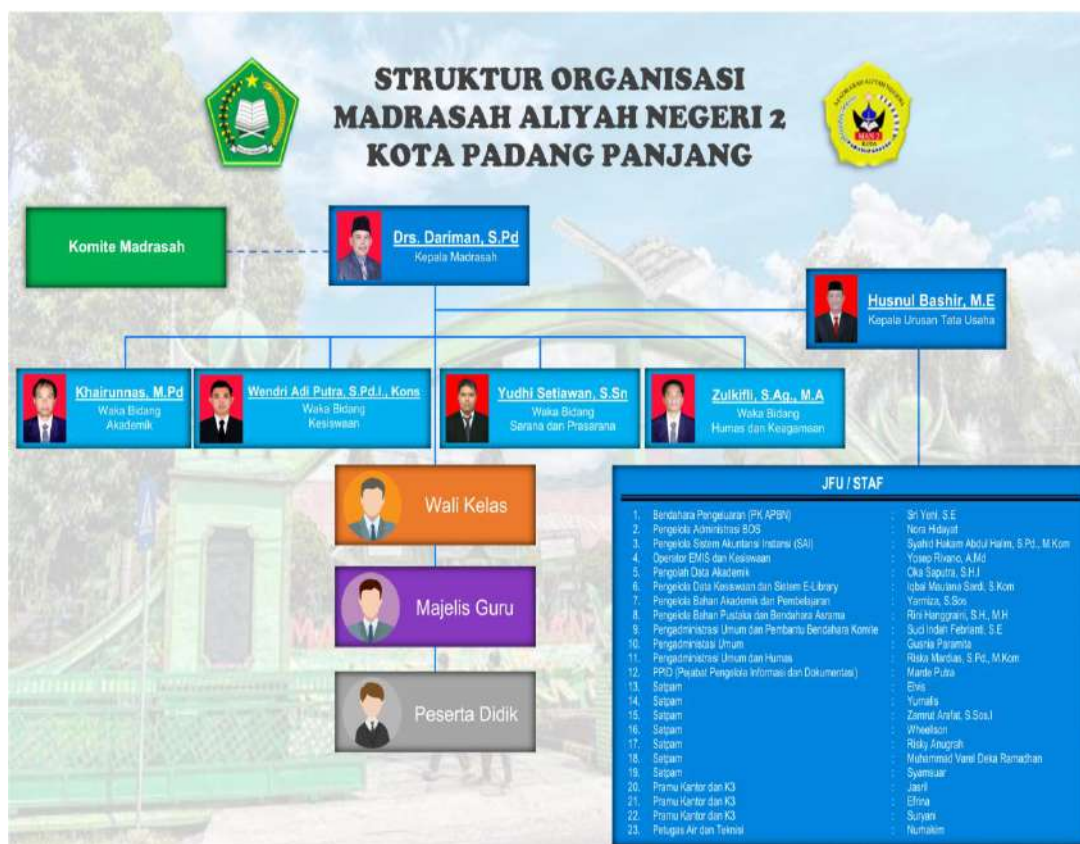 STRUKTUR ORGANISASI
MADRASAH ALIYAH NEGERI 2
KOTA PADANG PANJANG
MAN 2
KOTA
Komite Madrasah
Drs. Dariman, S.Pd
Kepala Madrasah
Husnul Bashir, M.E
Kepala Urusan Tata Usaha
Khairunnas, M.Pd
Waka Bidang
Akademik
Wendri Adi Putra, S.Pd.I., Kons
Waka Bidang
Kesiswaan
Yudhi Setiawan, S.Sn
Waka Bidang
Sarana dan Prasarana
Zulkifli, S.Ag., M.A
Waka Bidang
Humas dan Keagamaan
Wali Kelas
Majelis Guru
Peserta Didik
JFU / STAF
1. Bendahara Pengeluaran (PK APBN) : Sri Yeni, S.E
2. Pengelola Administrasi BOS : Nora Hidayat
3. Pengelola Sistem Akuntansi Instansi (SAI) : Syahid Hakam Abdul Halim, S.Pd., M.Kom
4. Operator EMIS dan Kesiswaan : Yosep Rivano, A.Md
5. Pengolah Data Akademik : Oka Saputra, S.H.I
6. Pengelola Data Kesiswaan dan Sistem E-Library : Iqbal Maulana Sardi, S.Kom
7. Pengelola Bahan Akademik dan Pembelajaran : Yarmiza, S.Sos
8. Pengelola Bahan Pustaka dan Bendahara Asrama : Rini Hanggraini, S.H., M.H
9. Pengadministrasi Umum dan Pembantu Bendahara Komite : Suci Indah Febrianti, S.E
10. Pengadministasi Umum : Gusnia Paramita
11. Pengadministrasi Umum dan Humas : Riska Mardias, S.Pd., M.Kom
12. PPID (Pejabat Pengelola Informasi dan Dokumentasi) : Marde Putra
13. Satpam : Elvis
14. Satpam : Yurnalis
15. Satpam : Zamrut Arafat, S.Sos.I
16. Satpam : Wheellson
17. Satpam : Risky Anugrah
18. Satpam : Muhammad Varel Deka Ramadhan
19. Satpam : Syamsuar
20. Pramu Kantor dan K3 : Jasril
21. Pramu Kantor dan K3 : Efrina
22. Pramu Kantor dan K3 : Suryani
23. Petugas Air dan Teknisi : Nurhakim